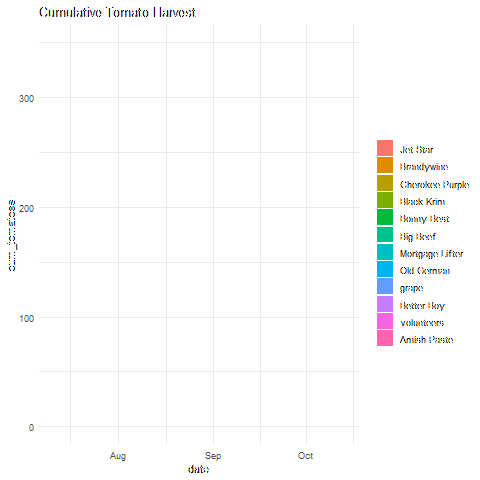 Cumulative Tomato Harvest
300
200
100
0
cum_tomatoes
Aug
Sep
Oct
date
Jet Star
Brandywine
Cherokee Purple
Black Krim
Bonny Best
Big Beef
Mortgage Lifter
Old German
grape
Better Boy
Volunteers
Amish Paste